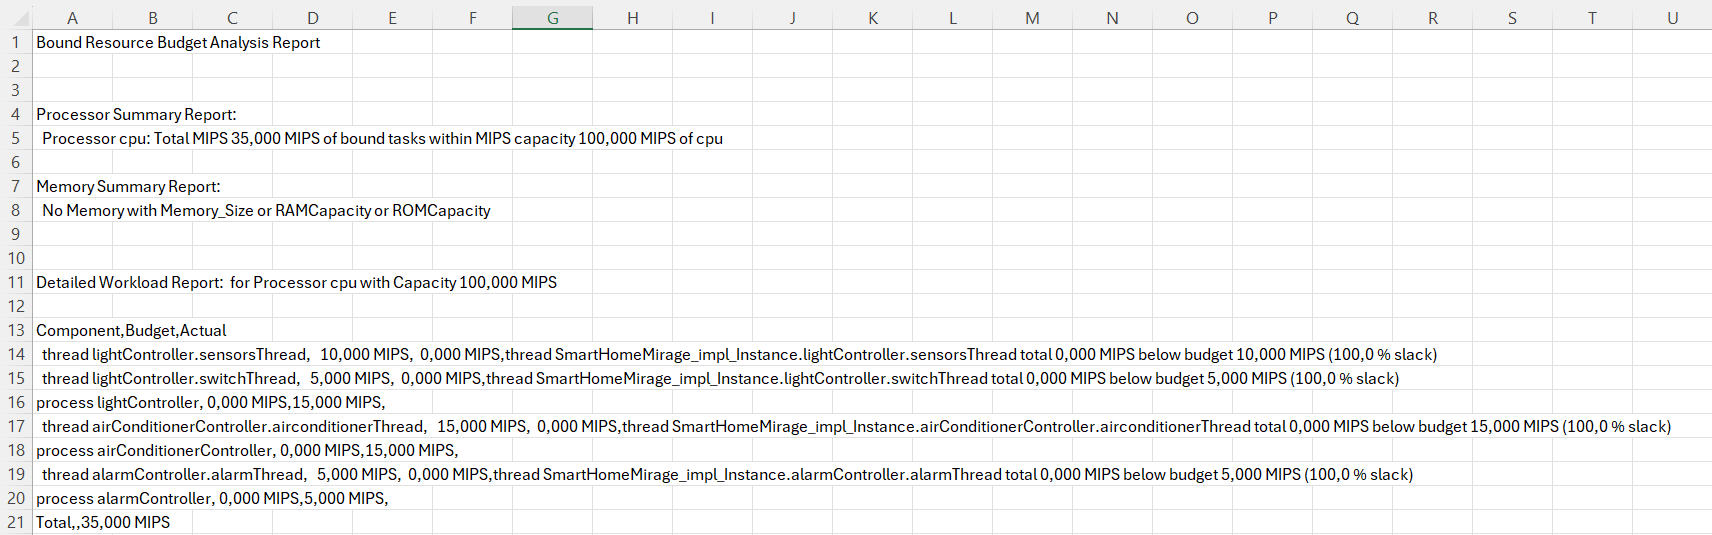 A B C D E F G H I J K L M N O P Q R S T U
1 Bound Resource Budget Analysis Report
2
3
4 Processor Summary Report:
5 Processor cpu: Total MIPS 35,000 MIPS of bound tasks within MIPS capacity 100,000 MIPS of cpu
6
7 Memory Summary Report:
8 No Memory with Memory_Size or RAMCapacity or ROMCapacity
9
10
11 Detailed Workload Report:  for Processor cpu with Capacity 100,000 MIPS
12
13 Component,Budget,Actual
14 thread lightController.sensorsThread,   10,000 MIPS,  0,000 MIPS,thread SmartHomeMirage_impl_Instance.lightController.sensorsThread total 0,000 MIPS below budget 10,000 MIPS (100,0 % slack)
15 thread lightController.switchThread,   5,000 MIPS,  0,000 MIPS,thread SmartHomeMirage_impl_Instance.lightController.switchThread total 0,000 MIPS below budget 5,000 MIPS (100,0 % slack)
16 process lightController, 0,000 MIPS,15,000 MIPS,
17 thread airConditionerController.airconditionerThread,   15,000 MIPS,  0,000 MIPS,thread SmartHomeMirage_impl_Instance.airConditionerController.airconditionerThread total 0,000 MIPS below budget 15,000 MIPS (100,0 % slack)
18 process airConditionerController, 0,000 MIPS,15,000 MIPS,
19 thread alarmController.alarmThread,   5,000 MIPS,  0,000 MIPS,thread SmartHomeMirage_impl_Instance.alarmController.alarmThread total 0,000 MIPS below budget 5,000 MIPS (100,0 % slack)
20 process alarmController, 0,000 MIPS,5,000 MIPS,
21 Total,,35,000 MIPS